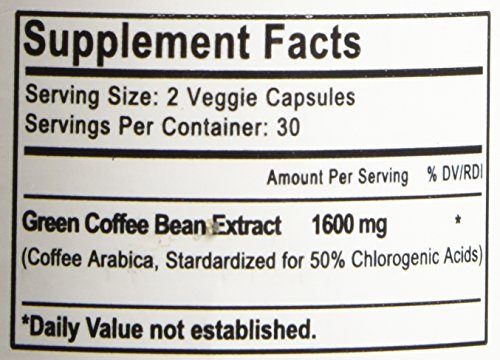 Supplement Facts
Serving Size: 2 Veggie Capsules
Servings Per Container: 30
Amount Per Serving % DV/RDI
Green Coffee Bean Extract 1600 mg *
(Coffee Arabica, Stardardized for 50% Chlorogenic Acids)
*Daily Value not established.